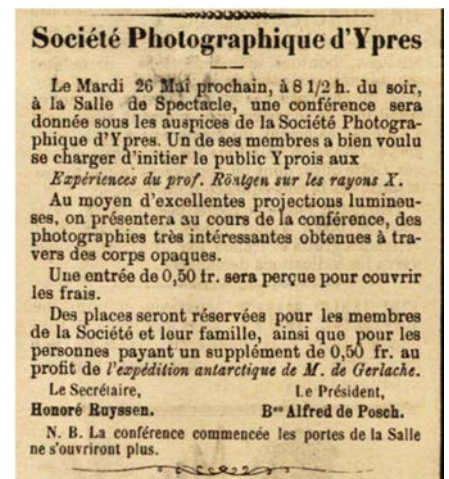 Société Photographique d'Ypres
Le Mardi 26 Mai prochain, à 8 1/2 h. du soir,
à la Salle de Spectacle, une conférence sera
donnée sous les auspices de la Société Photogra-
phique d'Ypres. Un de ses membres a bien voulu
se charger d'initier le public Yprois aux
Expériences du prof. Röntgen sur les rayons X.
Au moyen d'excellentes projections lumineu-
ses, on présentera au cours de la conférence, des
photographies très intéressantes obtenues à tra-
vers des corps opaques.
Une entrée de 0,50 fr. sera perçue pour couvrir
les frais.
Des places seront réservées pour les membres
de la Société et leur famille, ainsi que pour les
personnes payant un supplément de 0,50 fr. au
profit de l'expédition antarctique de M. de Gerlache.
Le Secrétaire, Le Président,
Honoré Ruyssen. Bon Alfred de Posch.
N. B. La conférence commencée les portes de la Salle
ne s'ouvriront plus.